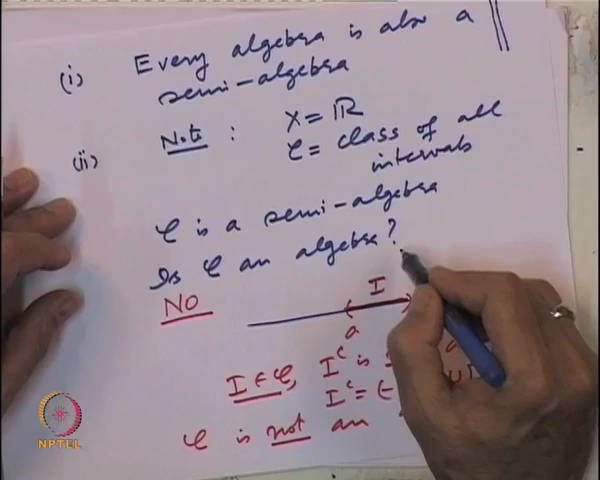 (i) Every algebra is also a
semi-algebra
(ii) Note : X = ℝ
C = class of all
intervals
C is a semi-algebra
Is C an algebra?
NO
I
a
I ∈ C, I^c is
I^c = (-
C is not an
NPTEL